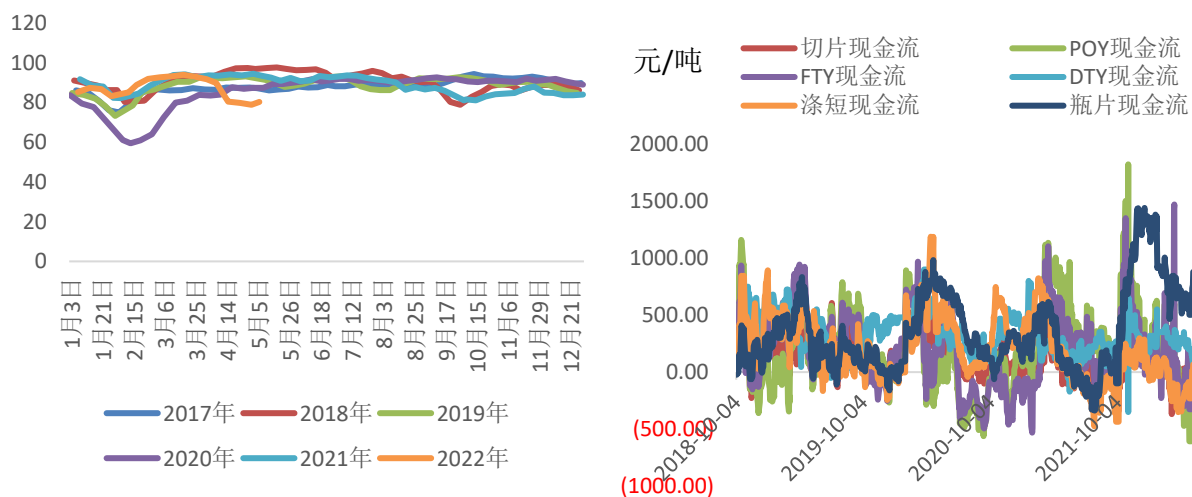 120
100
80
60
40
20
0
1月3日
1月21日
2月15日
3月6日
3月25日
4月14日
5月5日
5月26日
6月18日
7月12日
8月3日
8月25日
9月17日
10月15日
11月6日
11月29日
12月21日
2017年 2018年 2019年
2020年 2021年 2022年
元/吨
切片现金流 POY现金流
FTY现金流 DTY现金流
涤短现金流 瓶片现金流
2000.00
1500.00
1000.00
500.00
0.00
(500.00)
(1000.00)
2018-10-04
2019-10-04
2020-10-04
2021-10-04